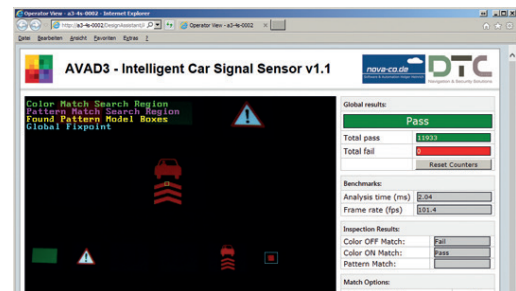 Operator View - a3-4s-0002 - Internet Explorer
http://a3-4s-0002/DesignAssistant/
Operator View - a3-4s-0002
Datei Bearbeiten Ansicht Favoriten Extras ?
AVAD3 - Intelligent Car Signal Sensor v1.1
nova-co.de
DTC
Navigation & Security Solutions
Color Match Search Region
Pattern Match Search Region
Found Pattern Model Boxes
Global Fixpoint
Global results:
Pass
Total pass 11933
Total fail 0
Reset Counters
Benchmarks:
Analysis time (ms) 2.04
Frame rate (fps) 101.4
Inspection Results:
Color OFF Match: Fail
Color ON Match: Pass
Pattern Match:
Match Options: